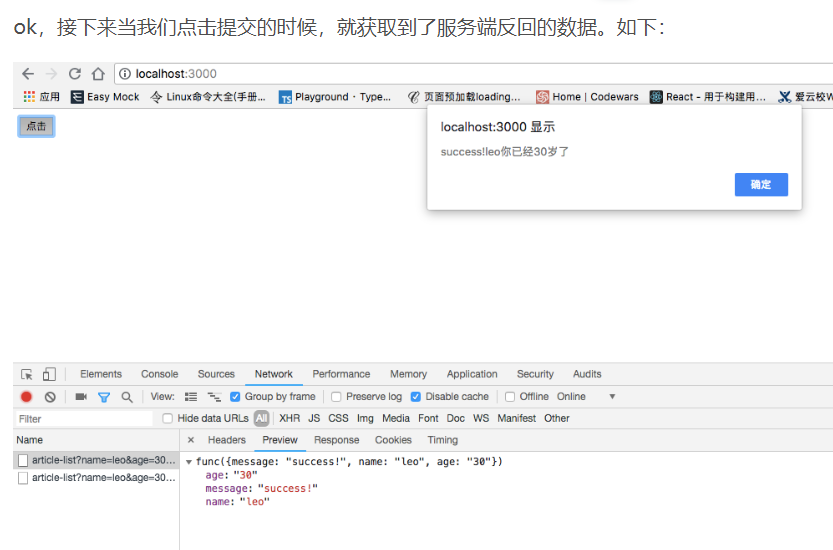 ok，接下来当我们点击提交的时候，就获取到了服务端反回的数据。如下：
localhost:3000
应用 Easy Mock Linux命令大全(手册... Playground · Type... 页面预加载loading... Home | Codewars React - 用于构建用... 爱云校W
点击
localhost:3000 显示
success!leo你已经30岁了
确定
Elements Console Sources Network Performance Memory Application Security Audits
View: Group by frame Preserve log Disable cache Offline Online
Filter Hide data URLs All XHR JS CSS Img Media Font Doc WS Manifest Other
Name × Headers Preview Response Cookies Timing
article-list?name=leo&age=30... func({message: "success!", name: "leo", age: "30"})
article-list?name=leo&age=30... age: "30"
message: "success!"
name: "leo"